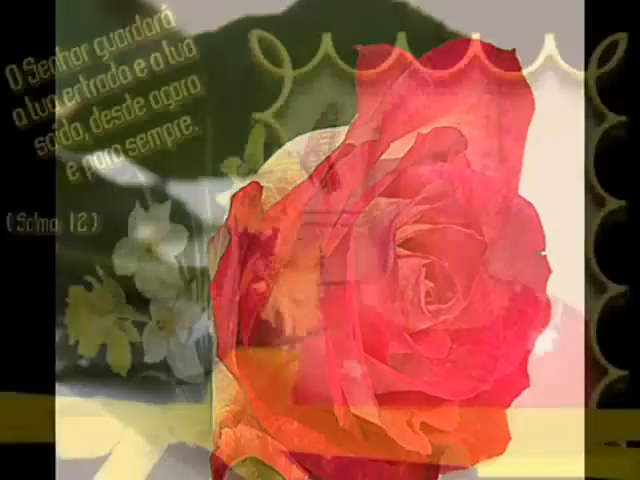 O Senhor guardará
a tua entrada e a tua
saída, desde agora
e para sempre.
(Salmo 12)